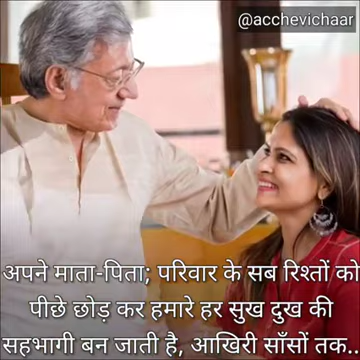 @acchevichaar
अपने माता-पिता; परिवार के सब रिश्तों को
पीछे छोड़ कर हमारे हर सुख दुख की
सहभागी बन जाती है, आखिरी साँसों तक..